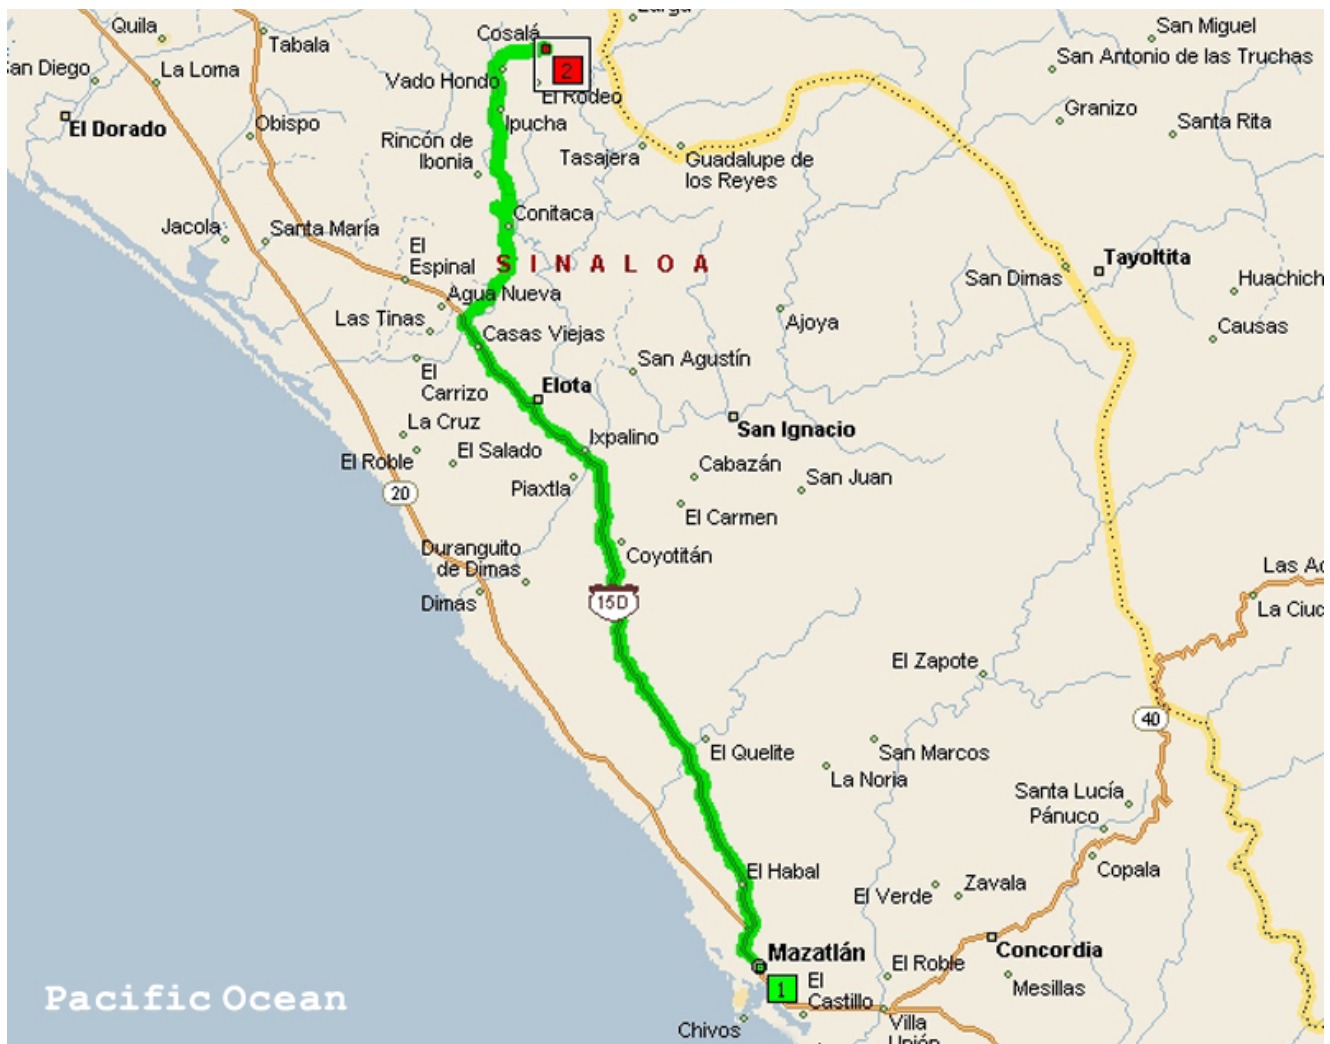 Quila
Tabala
San Diego
La Loma
El Dorado
Obispo
Cosalá
2
Vado Hondo
El Rodeo
Ipucha
Rincón de
Ibonia
Tasajera
Guadalupe de
los Reyes
San Miguel
San Antonio de las Truchas
Granizo
Santa Rita
Jacola
Santa María
Conitaca
El
Espinal
SINALOA
Agua Nueva
Las Tinas
Casas Viejas
El
Carrizo
San Agustín
Ajoya
San Dimas
Tayoltita
Huachich
Causas
Elota
La Cruz
El Roble
El Salado
Ixpalino
Piaxtla
San Ignacio
Cabazán
San Juan
El Carmen
20
Duranguito
de Dimas
Dimas
Coyotitán
15D
Las Ac
La Ciuc
El Zapote
40
El Quelite
San Marcos
La Noria
Santa Lucía
Pánuco
Copala
El Habal
El Verde
Zavala
Mazatlán
1
El
Castillo
El Roble
Concordia
Mesillas
Chivos
Villa
Unión
Pacific Ocean